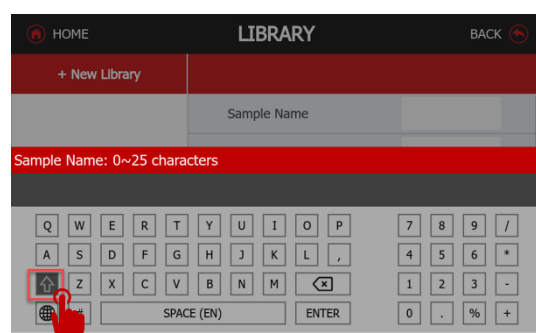 HOME LIBRARY BACK
+ New Library
Sample Name
Sample Name: 0~25 characters
Q W E R T Y U I O P 7 8 9 /
A S D F G H J K L , 4 5 6 *
Z X C V B N M 1 2 3 -
SPACE (EN) ENTER 0 . % +